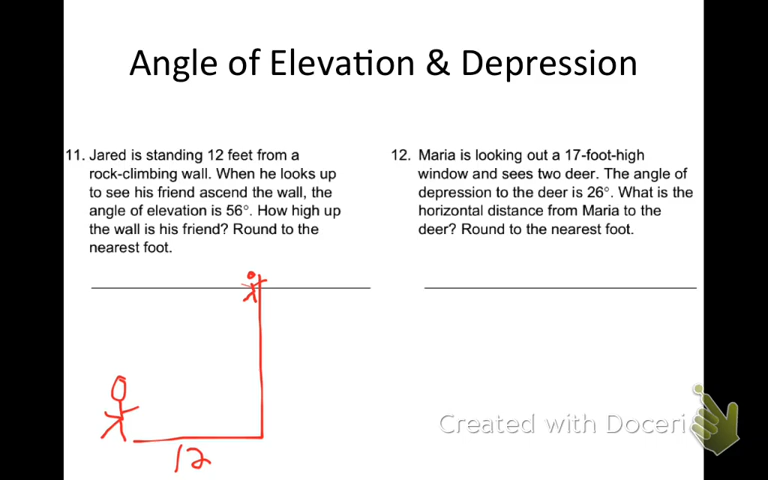 Angle of Elevation & Depression
11. Jared is standing 12 feet from a
rock-climbing wall. When he looks up
to see his friend ascend the wall, the
angle of elevation is 56°. How high up
the wall is his friend? Round to the
nearest foot.
12. Maria is looking out a 17-foot-high
window and sees two deer. The angle of
depression to the deer is 26°. What is the
horizontal distance from Maria to the
deer? Round to the nearest foot.
12
Created with Doceri